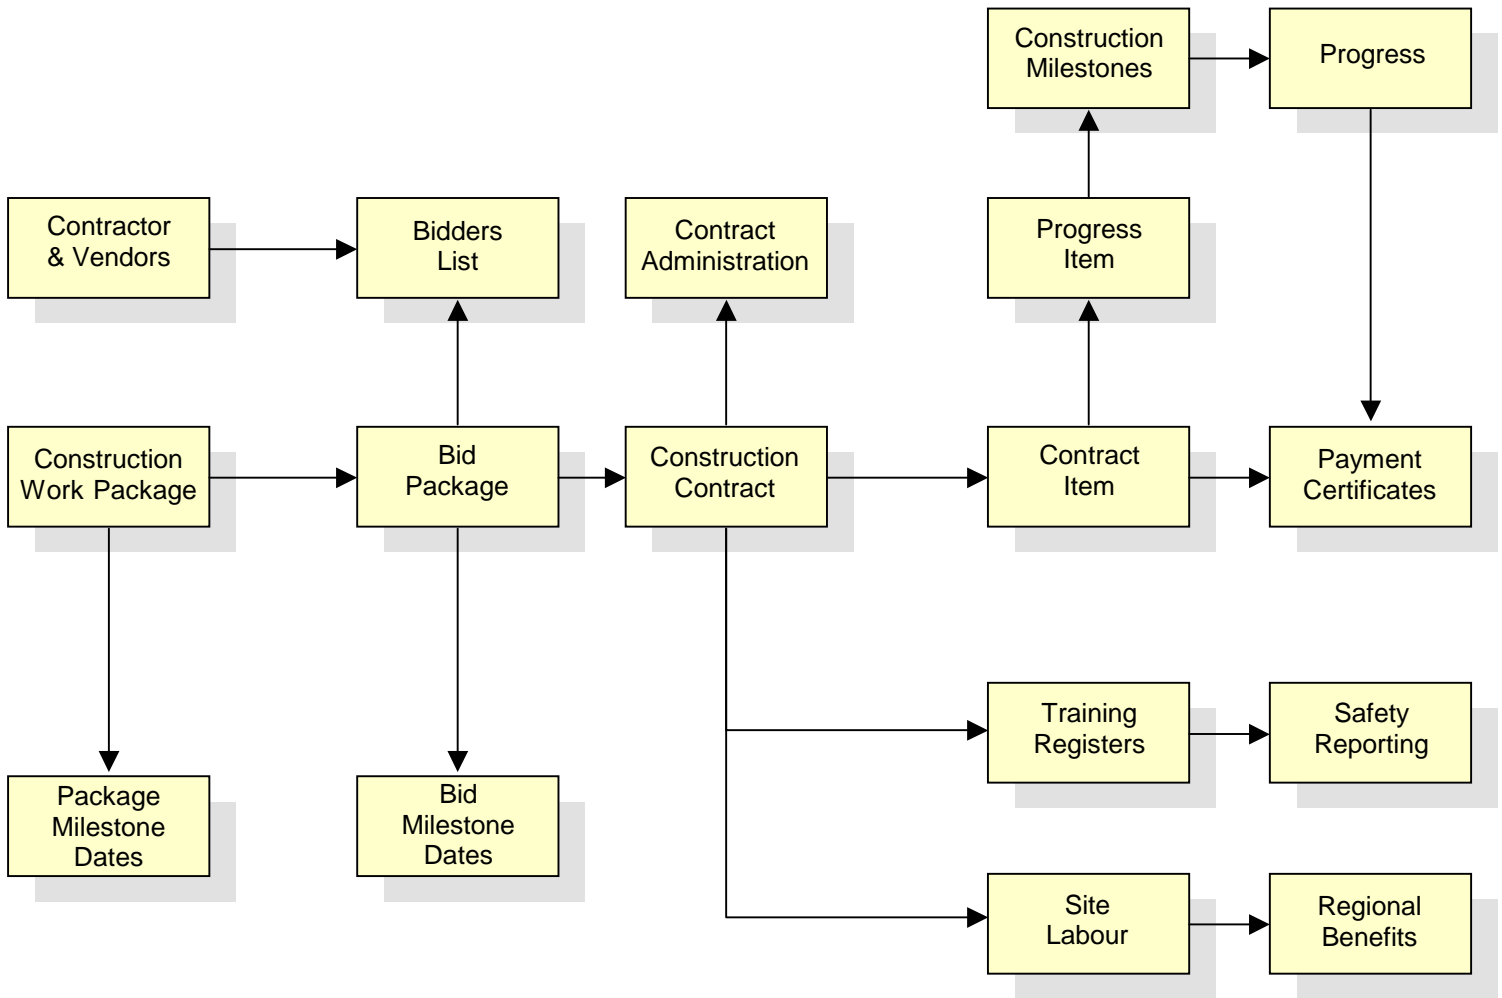 Construction
Milestones
Progress
Contractor
& Vendors
Bidders
List
Contract
Administration
Progress
Item
Construction
Work Package
Bid
Package
Construction
Contract
Contract
Item
Payment
Certificates
Training
Registers
Safety
Reporting
Package
Milestone
Dates
Bid
Milestone
Dates
Site
Labour
Regional
Benefits